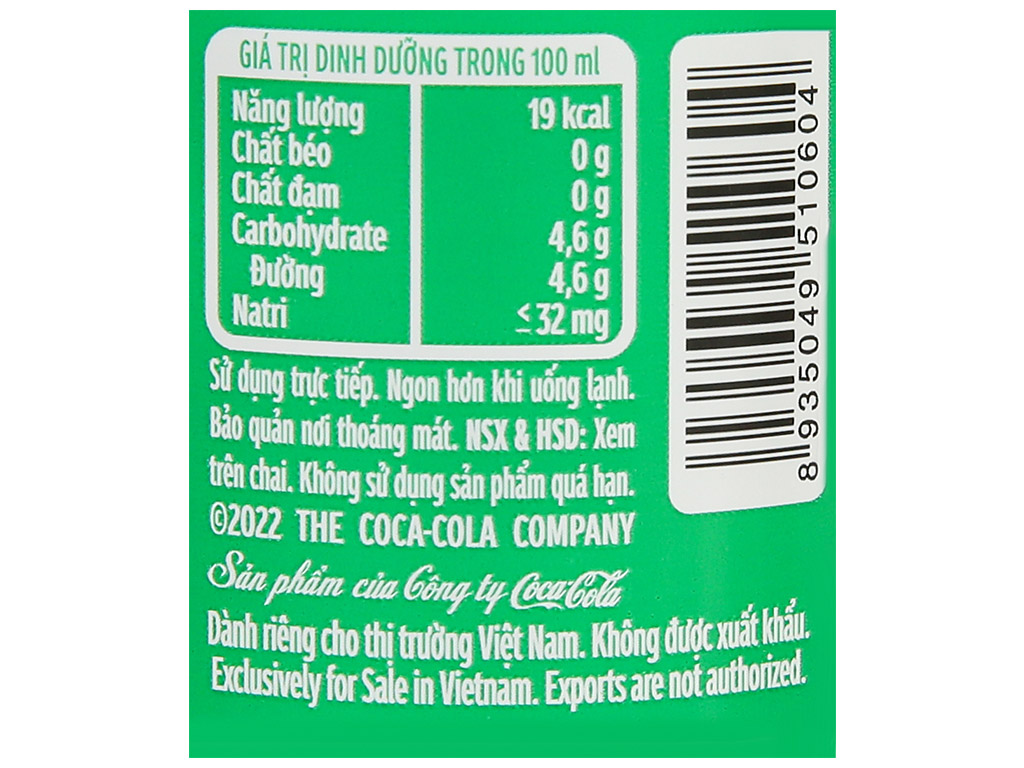 GIÁ TRỊ DINH DƯỠNG TRONG 100 ml
Năng lượng 19 kcal
Chất béo 0 g
Chất đạm 0 g
Carbohydrate 4,6 g
Đường 4,6 g
Natri ≤ 32 mg
Sử dụng trực tiếp. Ngon hơn khi uống lạnh.
Bảo quản nơi thoáng mát. NSX & HSD: Xem
trên chai. Không sử dụng sản phẩm quá hạn.
©2022 THE COCA-COLA COMPANY
Sản phẩm của Công ty Coca-Cola
Dành riêng cho thị trường Việt Nam. Không được xuất khẩu.
Exclusively for Sale in Vietnam. Exports are not authorized.
8 935049 510604